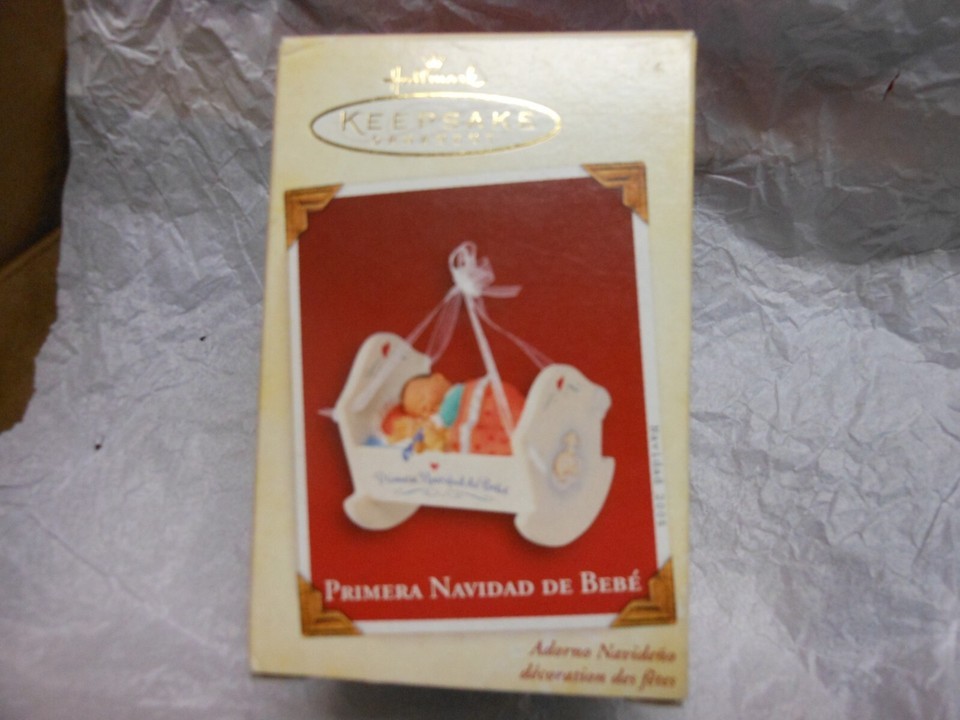 Hallmark
KEEPSAKE
Primera Navidad de Bebé
PRIMERA NAVIDAD DE BEBÉ
Adorno Navideño
décoration des fêtes